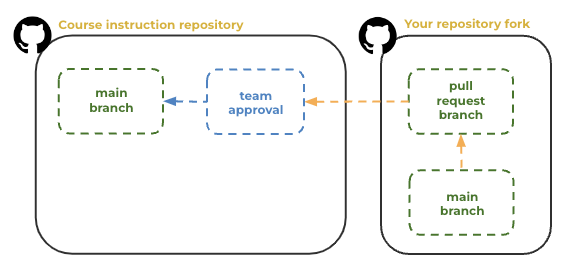 Course instruction repository
Your repository fork
main
branch
team
approval
pull
request
branch
main
branch